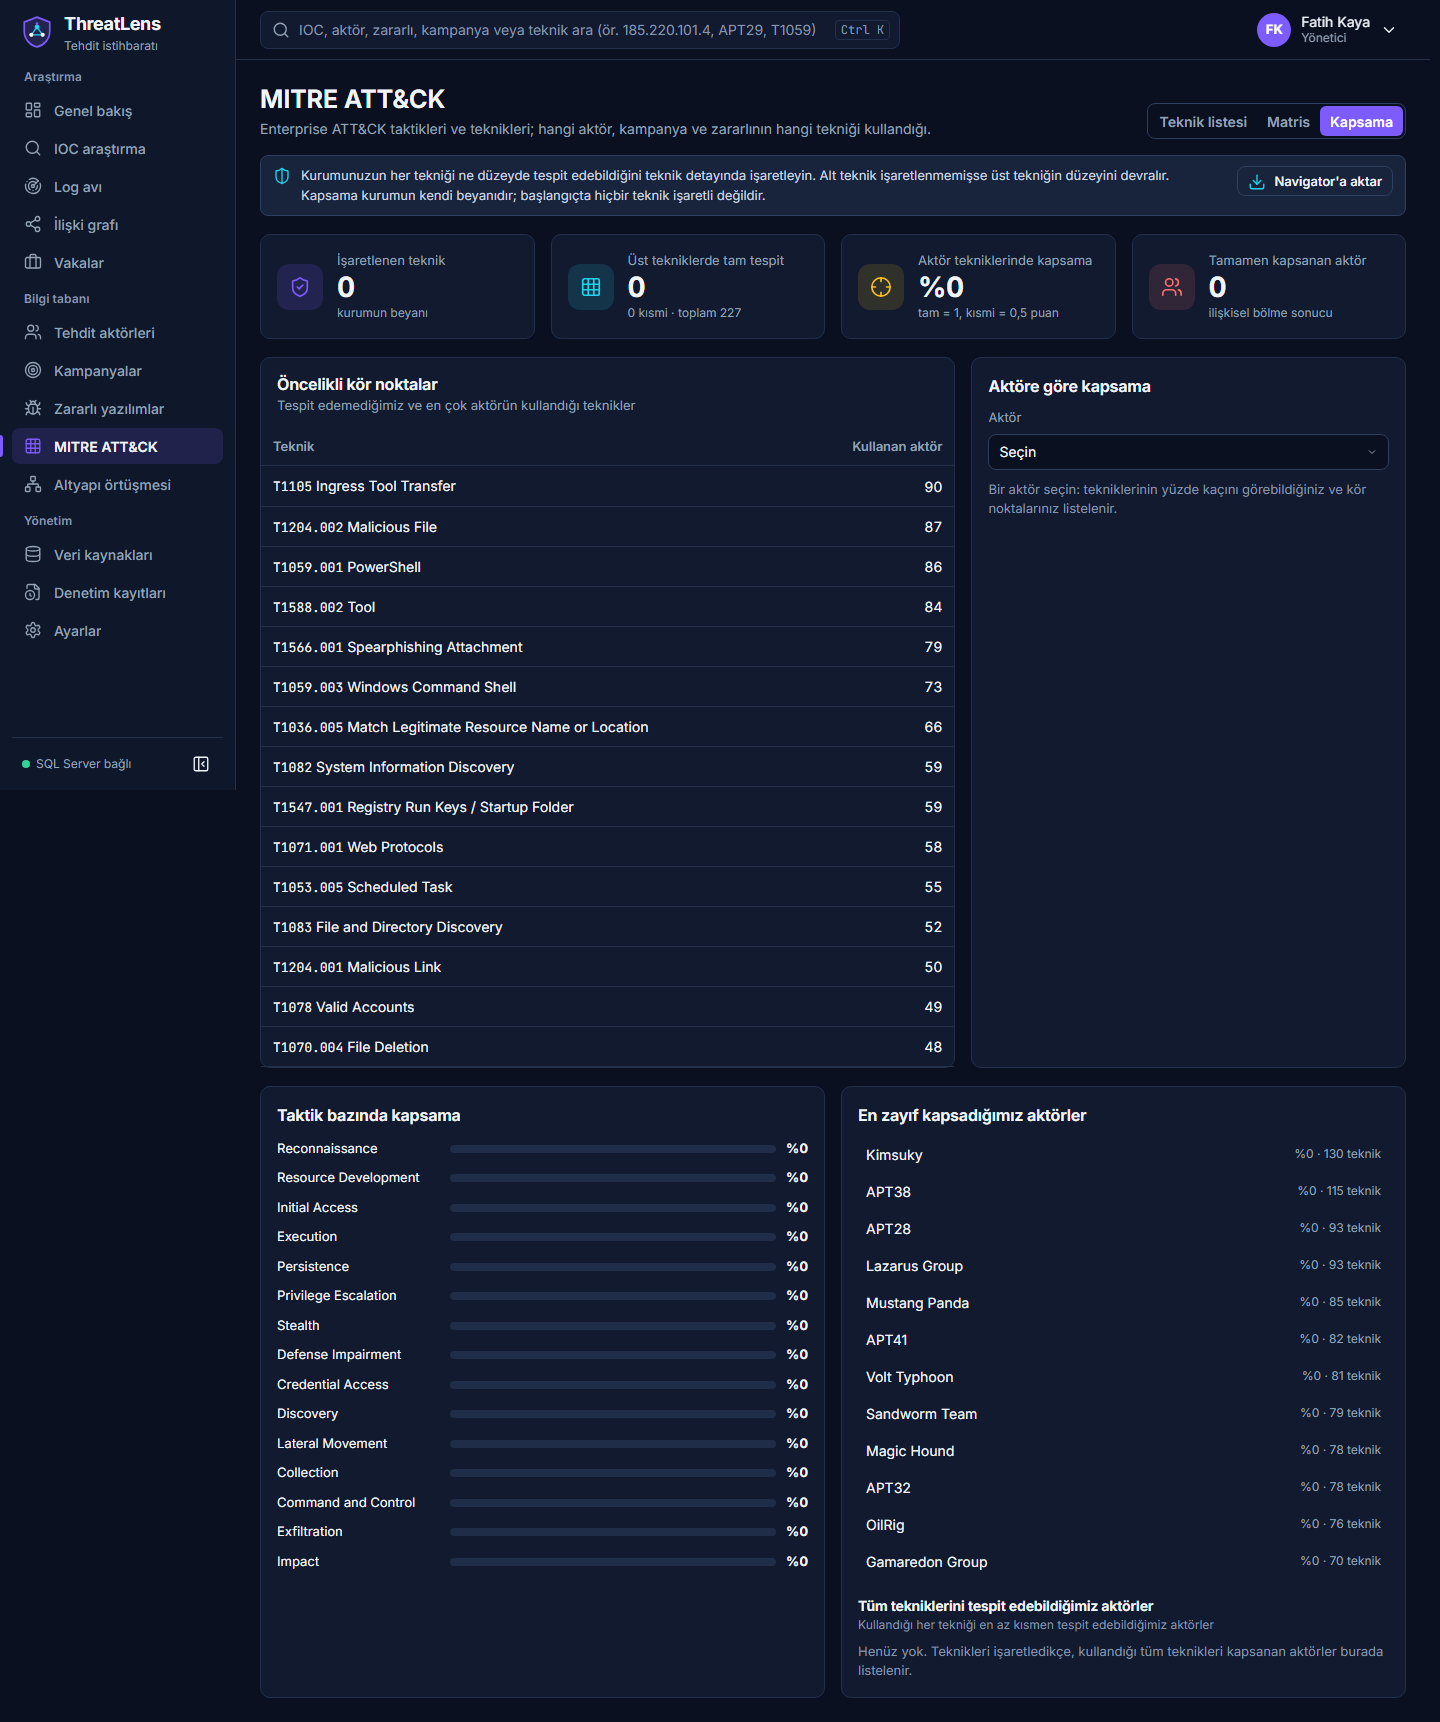 ThreatLens
Tehdit istihbaratı
Araştırma
Genel bakış
IOC araştırma
Log avı
İlişki grafı
Vakalar
Bilgi tabanı
Tehdit aktörleri
Kampanyalar
Zararlı yazılımlar
MITRE ATT&CK
Altyapı örtüşmesi
Yönetim
Veri kaynakları
Denetim kayıtları
Ayarlar
SQL Server bağlı
IOC, aktör, zararlı, kampanya veya teknik ara (ör. 185.220.101.4, APT29, T1059) Ctrl K
FK
Fatih Kaya
Yönetici
MITRE ATT&CK
Enterprise ATT&CK taktikleri ve teknikleri; hangi aktör, kampanya ve zararlının hangi tekniği kullandığı.
Teknik listesi Matris Kapsama
Kurumunuzun her tekniği ne düzeyde tespit edebildiğini teknik detayında işaretleyin. Alt teknik işaretlenmemişse üst tekniğin düzeyini devralır.
Kapsama kurumun kendi beyanıdır; başlangıçta hiçbir teknik işaretli değildir.
Navigator'a aktar
İşaretlenen teknik
0
kurumun beyanı
Üst tekniklerde tam tespit
0
0 kısmi · toplam 227
Aktör tekniklerinde kapsama
%0
tam = 1, kısmi = 0,5 puan
Tamamen kapsanan aktör
0
ilişkisel bölme sonucu
Öncelikli kör noktalar
Tespit edemediğimiz ve en çok aktörün kullandığı teknikler
Teknik Kullanan aktör
T1105 Ingress Tool Transfer 90
T1204.002 Malicious File 87
T1059.001 PowerShell 86
T1588.002 Tool 84
T1566.001 Spearphishing Attachment 79
T1059.003 Windows Command Shell 73
T1036.005 Match Legitimate Resource Name or Location 66
T1082 System Information Discovery 59
T1547.001 Registry Run Keys / Startup Folder 59
T1071.001 Web Protocols 58
T1053.005 Scheduled Task 55
T1083 File and Directory Discovery 52
T1204.001 Malicious Link 50
T1078 Valid Accounts 49
T1070.004 File Deletion 48
Aktöre göre kapsama
Aktör
Seçin
Bir aktör seçin: tekniklerinin yüzde kaçını görebildiğiniz ve kör
noktalarınız listelenir.
Taktik bazında kapsama
Reconnaissance %0
Resource Development %0
Initial Access %0
Execution %0
Persistence %0
Privilege Escalation %0
Stealth %0
Defense Impairment %0
Credential Access %0
Discovery %0
Lateral Movement %0
Collection %0
Command and Control %0
Exfiltration %0
Impact %0
En zayıf kapsadığımız aktörler
Kimsuky %0 · 130 teknik
APT38 %0 · 115 teknik
APT28 %0 · 93 teknik
Lazarus Group %0 · 93 teknik
Mustang Panda %0 · 85 teknik
APT41 %0 · 82 teknik
Volt Typhoon %0 · 81 teknik
Sandworm Team %0 · 79 teknik
Magic Hound %0 · 78 teknik
APT32 %0 · 78 teknik
OilRig %0 · 76 teknik
Gamaredon Group %0 · 70 teknik
Tüm tekniklerini tespit edebildiğimiz aktörler
Kullandığı her tekniği en az kısmen tespit edebildiğimiz aktörler
Henüz yok. Teknikleri işaretledikçe, kullandığı tüm teknikleri kapsanan aktörler burada
listelenir.